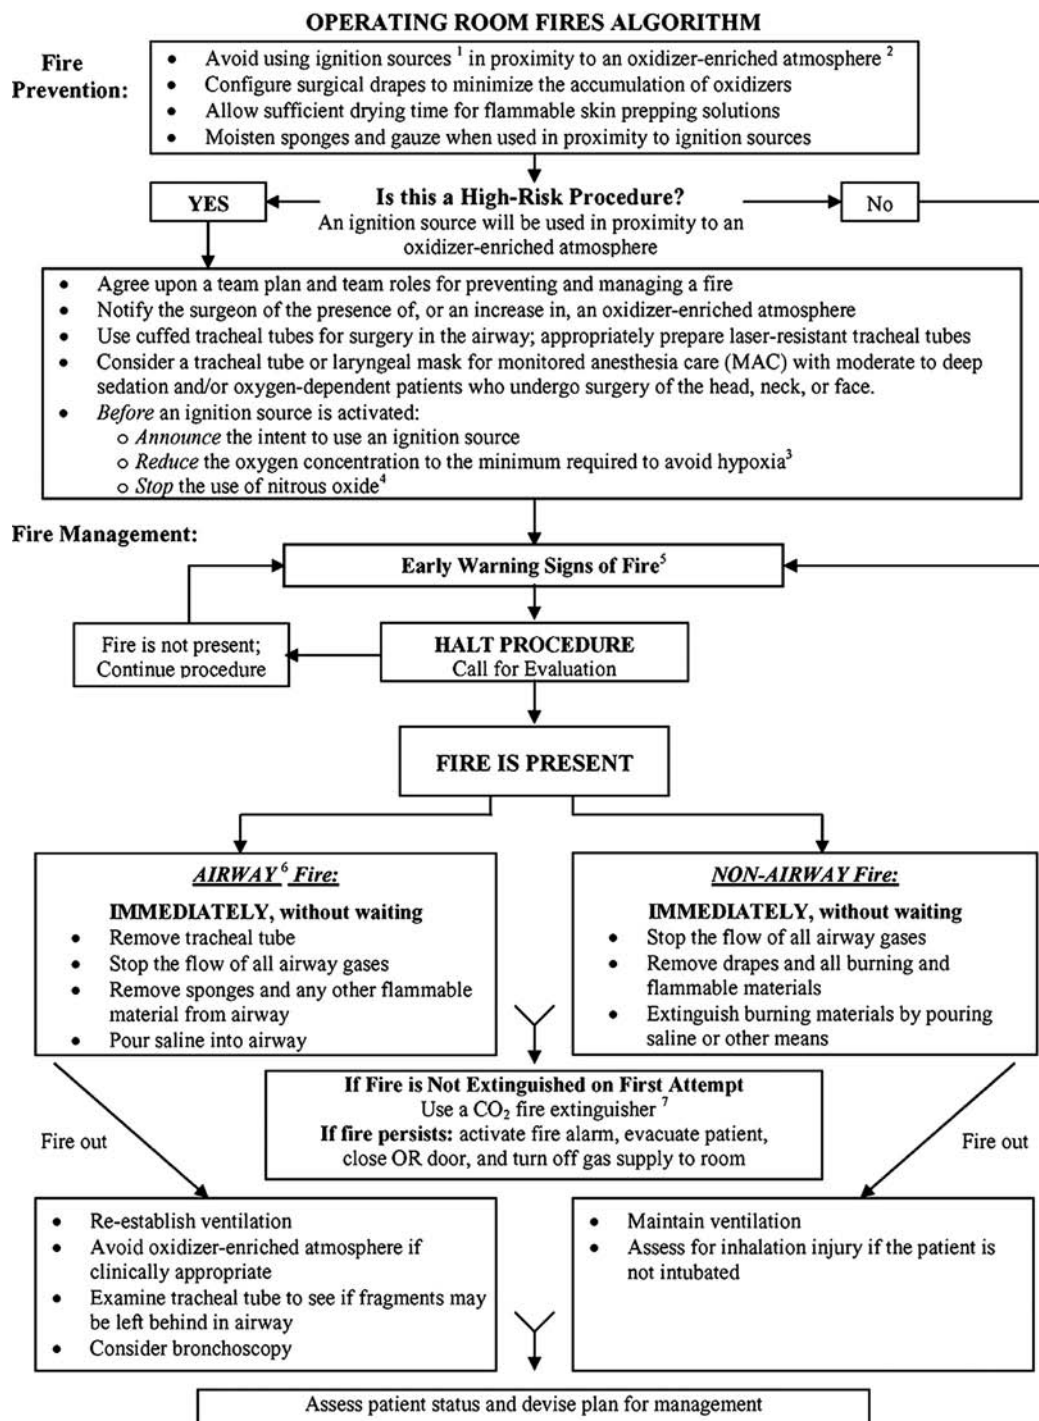 OPERATING ROOM FIRES ALGORITHM
Fire
Prevention:
• Avoid using ignition sources 1 in proximity to an oxidizer-enriched atmosphere 2
• Configure surgical drapes to minimize the accumulation of oxidizers
• Allow sufficient drying time for flammable skin prepping solutions
• Moisten sponges and gauze when used in proximity to ignition sources
YES
Is this a High-Risk Procedure?
An ignition source will be used in proximity to an
oxidizer-enriched atmosphere
No
• Agree upon a team plan and team roles for preventing and managing a fire
• Notify the surgeon of the presence of, or an increase in, an oxidizer-enriched atmosphere
• Use cuffed tracheal tubes for surgery in the airway; appropriately prepare laser-resistant tracheal tubes
• Consider a tracheal tube or laryngeal mask for monitored anesthesia care (MAC) with moderate to deep
sedation and/or oxygen-dependent patients who undergo surgery of the head, neck, or face.
• Before an ignition source is activated:
o Announce the intent to use an ignition source
o Reduce the oxygen concentration to the minimum required to avoid hypoxia3
o Stop the use of nitrous oxide4
Fire Management:
Early Warning Signs of Fire5
Fire is not present;
Continue procedure
HALT PROCEDURE
Call for Evaluation
FIRE IS PRESENT
AIRWAY 6 Fire:
IMMEDIATELY, without waiting
• Remove tracheal tube
• Stop the flow of all airway gases
• Remove sponges and any other flammable
material from airway
• Pour saline into airway
NON-AIRWAY Fire:
IMMEDIATELY, without waiting
• Stop the flow of all airway gases
• Remove drapes and all burning and
flammable materials
• Extinguish burning materials by pouring
saline or other means
If Fire is Not Extinguished on First Attempt
Use a CO2 fire extinguisher 7
If fire persists: activate fire alarm, evacuate patient,
close OR door, and turn off gas supply to room
Fire out
Fire out
• Re-establish ventilation
• Avoid oxidizer-enriched atmosphere if
clinically appropriate
• Examine tracheal tube to see if fragments may
be left behind in airway
• Consider bronchoscopy
• Maintain ventilation
• Assess for inhalation injury if the patient is
not intubated
Assess patient status and devise plan for management